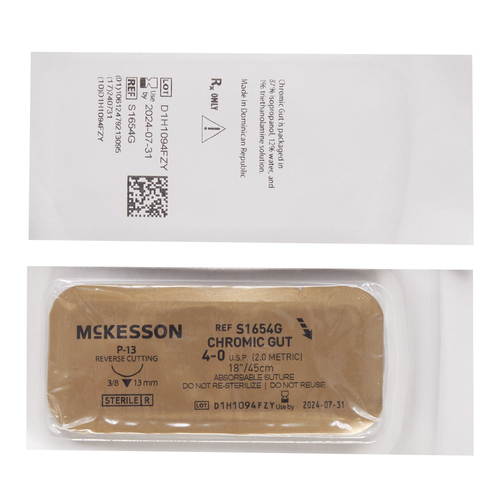 Chromic Gut is packaged in
87% isopropanol, 12% water, and
1% triethanolamine solution.
Made in Dominican Republic
Rx ONLY
LOT D1H1094FZY
Use by 2024-07-31
REF S1654G
(01)10612479213095
(17)240731
(10)D1H1094FZY
McKESSON
P-13
REVERSE CUTTING
3/8 13 mm
STERILE R
REF S1654G
CHROMIC GUT
4-0 U.S.P. (2.0 METRIC)
18"/45cm
ABSORBABLE SUTURE
DO NOT RE-STERILIZE | DO NOT REUSE
LOT D1H1094FZY Use by 2024-07-31